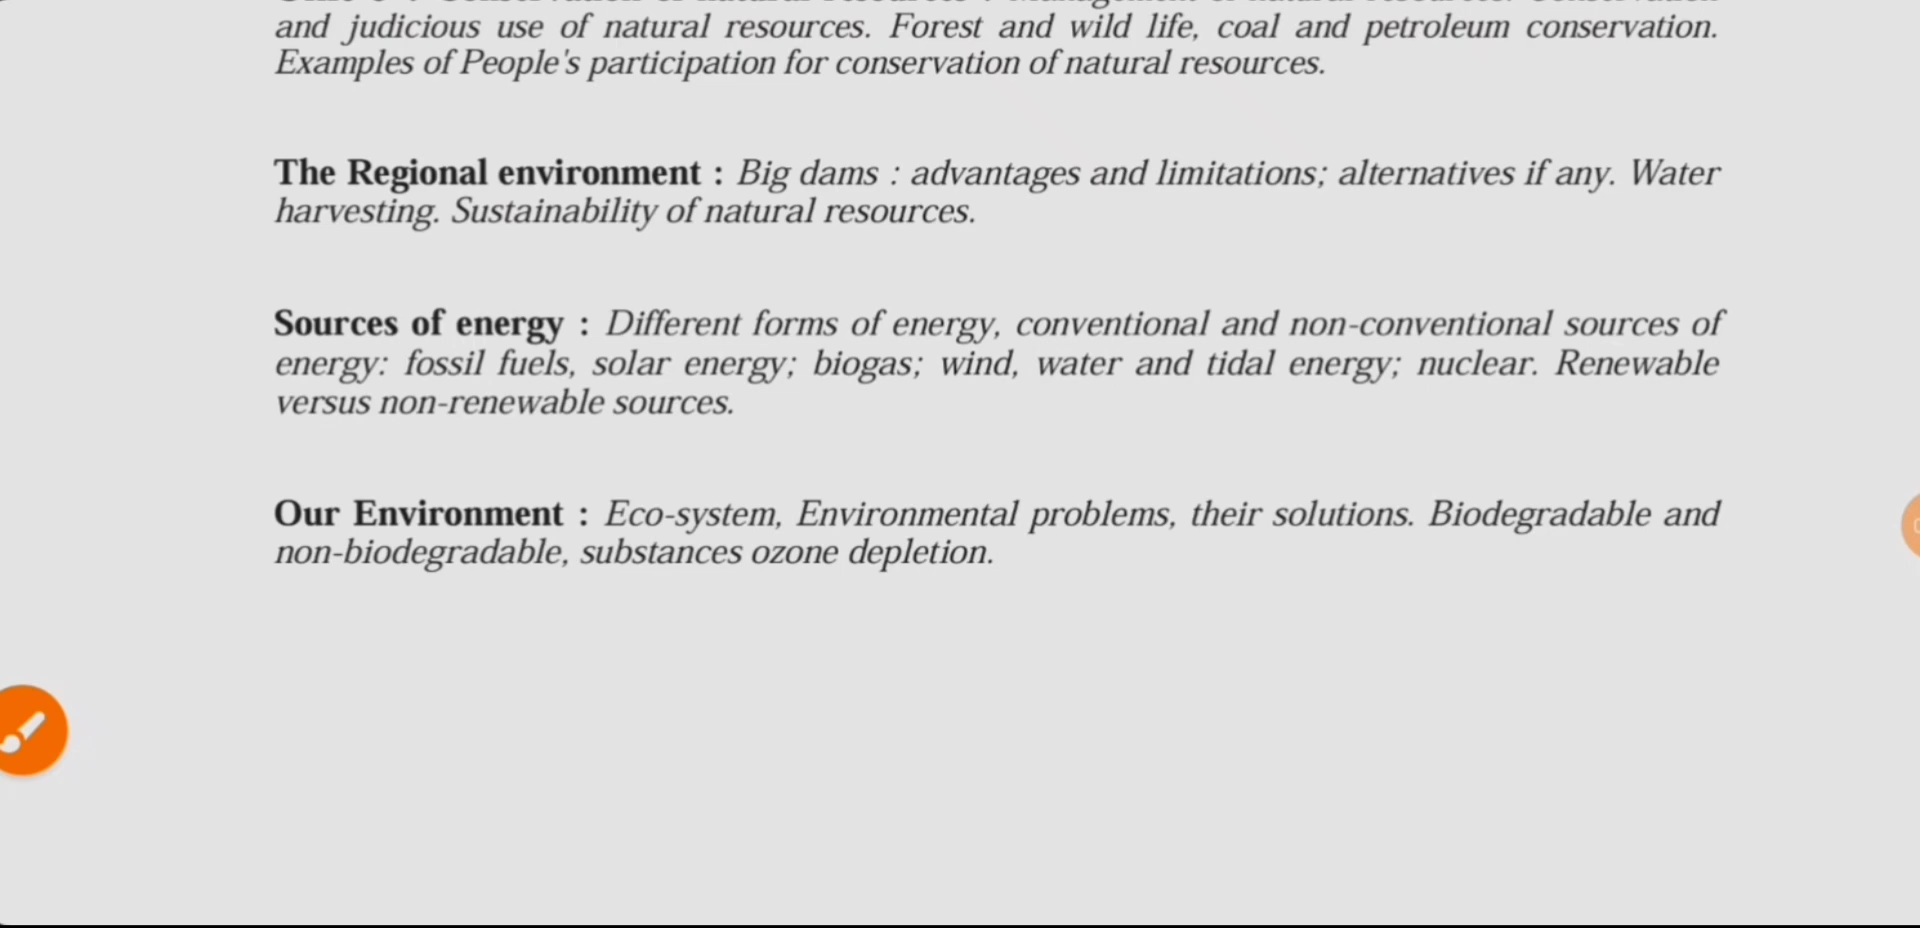 and judicious use of natural resources. Forest and wild life, coal and petroleum conservation.
Examples of People's participation for conservation of natural resources.
The Regional environment : Big dams : advantages and limitations; alternatives if any. Water
harvesting. Sustainability of natural resources.
Sources of energy : Different forms of energy, conventional and non-conventional sources of
energy: fossil fuels, solar energy; biogas; wind, water and tidal energy; nuclear. Renewable
versus non-renewable sources.
Our Environment : Eco-system, Environmental problems, their solutions. Biodegradable and
non-biodegradable, substances ozone depletion.